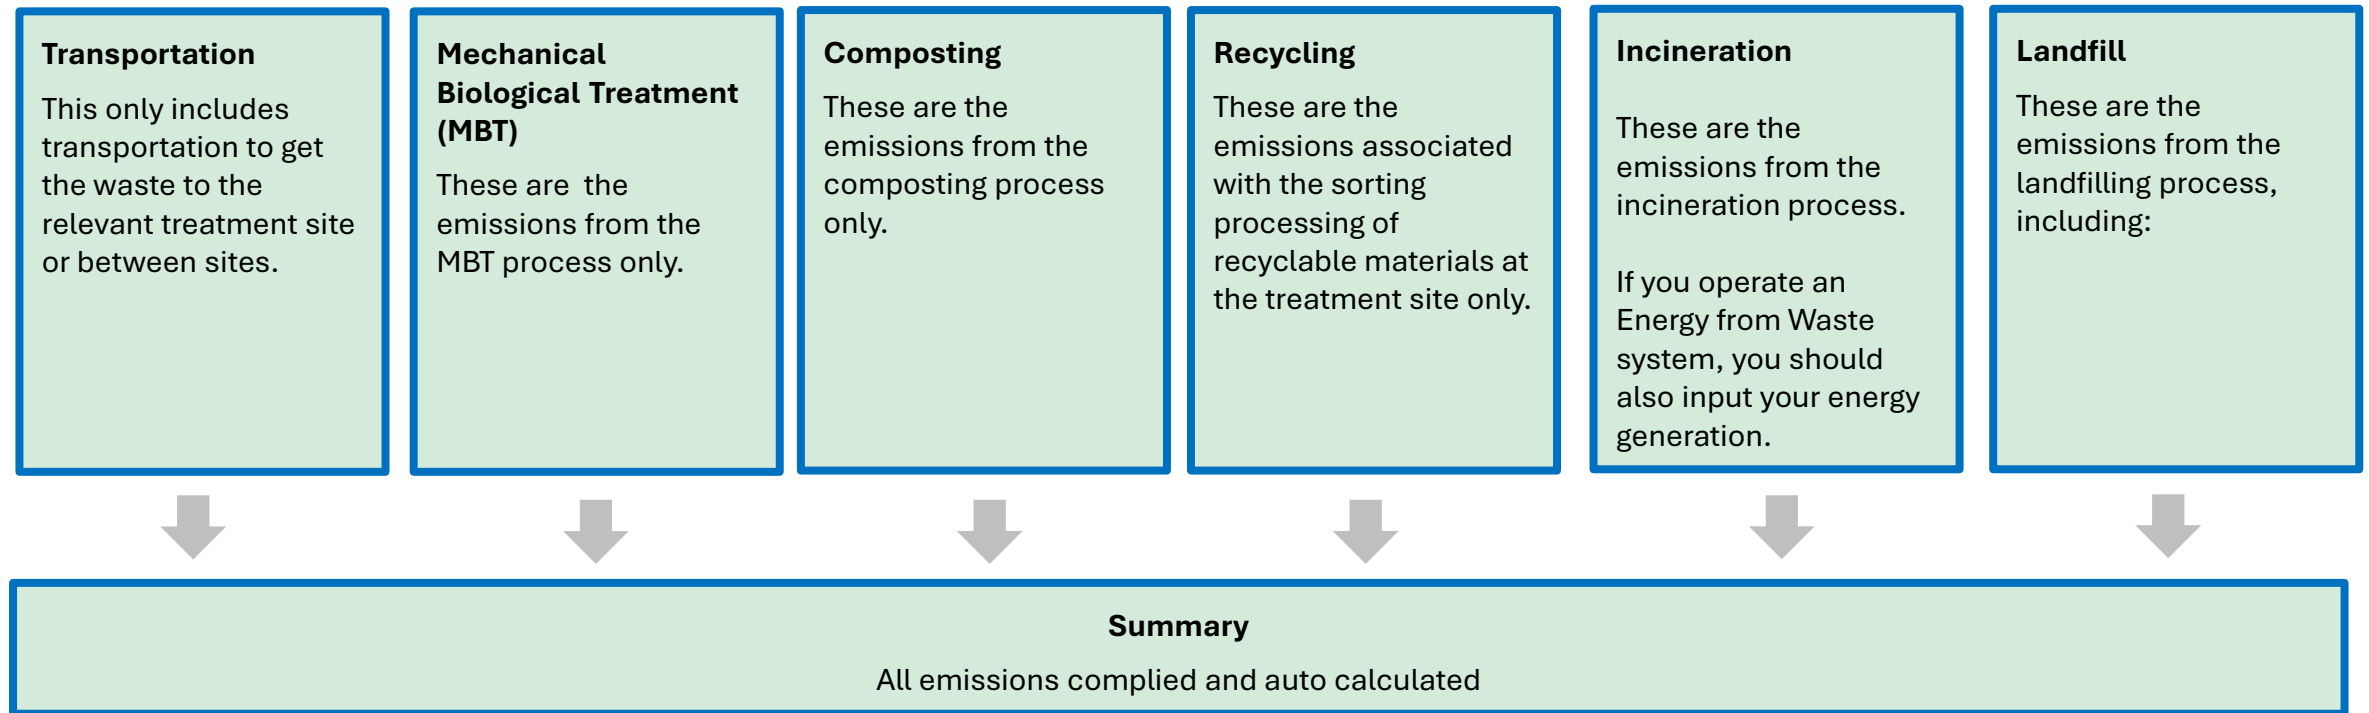 Transportation
This only includes
transportation to get
the waste to the
relevant treatment site
or between sites.
Mechanical
Biological Treatment
(MBT)
These are  the
emissions from the
MBT process only.
Composting
These are the
emissions from the
composting process
only.
Recycling
These are the
emissions associated
with the sorting
processing of
recyclable materials at
the treatment site only.
Incineration
These are the
emissions from the
incineration process.
If you operate an
Energy from Waste
system, you should
also input your energy
generation.
Landfill
These are the
emissions from the
landfilling process,
including:
Summary
All emissions complied and auto calculated